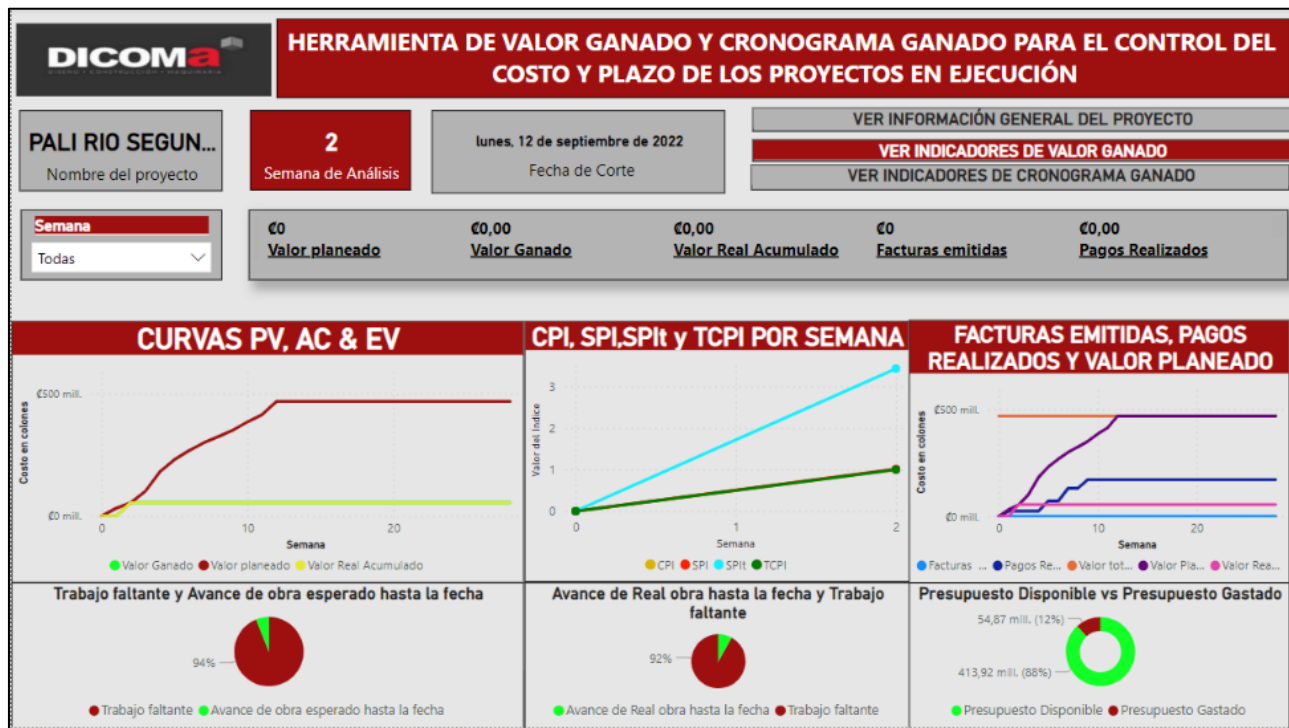 DICOMa
DISEÑO + CONSTRUCCIÓN + MAQUINARIA
HERRAMIENTA DE VALOR GANADO Y CRONOGRAMA GANADO PARA EL CONTROL DEL
COSTO Y PLAZO DE LOS PROYECTOS EN EJECUCIÓN
PALI RIO SEGUN...
Nombre del proyecto
2
Semana de Análisis
lunes, 12 de septiembre de 2022
Fecha de Corte
VER INFORMACIÓN GENERAL DEL PROYECTO
VER INDICADORES DE VALOR GANADO
VER INDICADORES DE CRONOGRAMA GANADO
Semana
Todas
₡0
Valor planeado
₡0,00
Valor Ganado
₡0,00
Valor Real Acumulado
₡0
Facturas emitidas
₡0,00
Pagos Realizados
CURVAS PV, AC & EV
Costo en colones
₡500 mill.
₡0 mill.
0 10 20
Semana
Valor Ganado Valor planeado Valor Real Acumulado
CPI, SPI,SPIt y TCPI POR SEMANA
Valor del Indice
3
2
1
0
0 1 2
Semana
CPI SPI SPIt TCPI
FACTURAS EMITIDAS, PAGOS
REALIZADOS Y VALOR PLANEADO
Costo en colones
₡500 mill.
₡0 mill.
0 10 20
Semana
Facturas ... Pagos Re... Valor tot... Valor Pla... Valor Rea...
Trabajo faltante y Avance de obra esperado hasta la fecha
94%
Trabajo faltante Avance de obra esperado hasta la fecha
Avance de Real obra hasta la fecha y Trabajo
faltante
92%
Avance de Real obra hasta la fecha Trabajo faltante
Presupuesto Disponible vs Presupuesto Gastado
54,87 mill. (12%)
413,92 mill. (88%)
Presupuesto Disponible Presupuesto Gastado